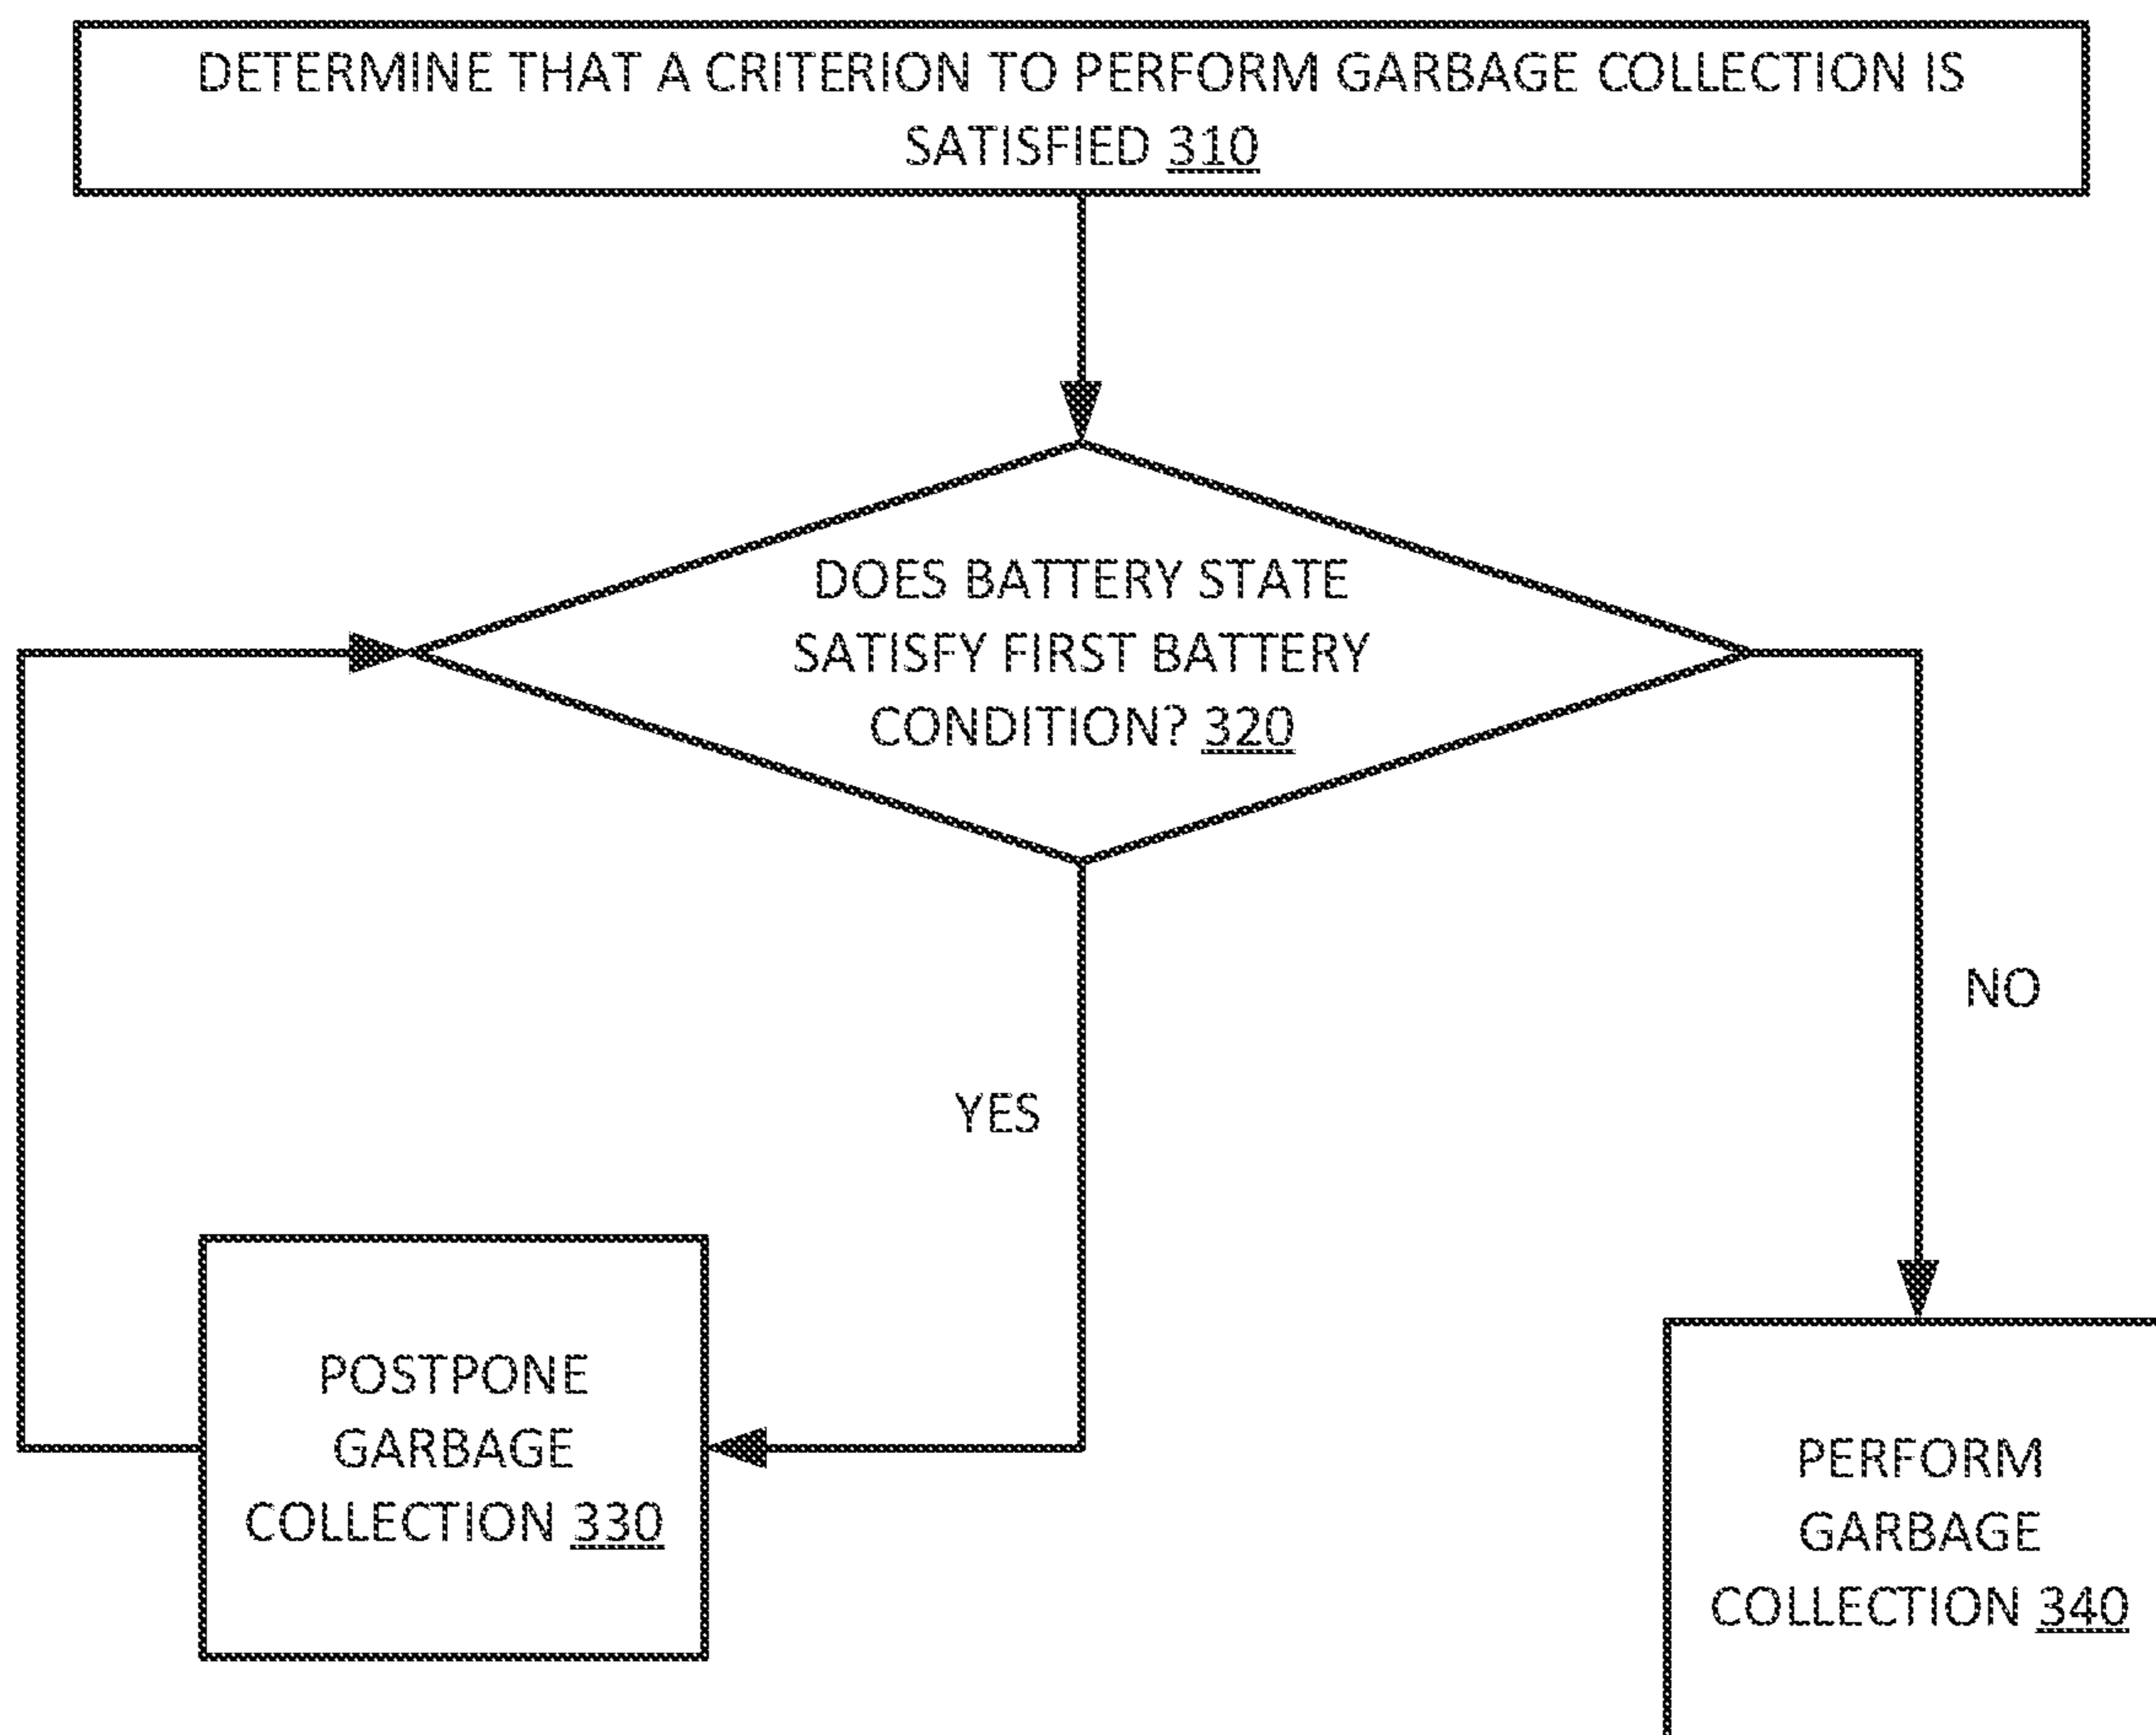 DETERMINE THAT A CRITERION TO PERFORM GARBAGE COLLECTION IS
SATISFIED 310
DOES BATTERY STATE
SATISFY FIRST BATTERY
CONDITION? 320
NO
YES
POSTPONE
GARBAGE
COLLECTION 330
PERFORM
GARBAGE
COLLECTION 340